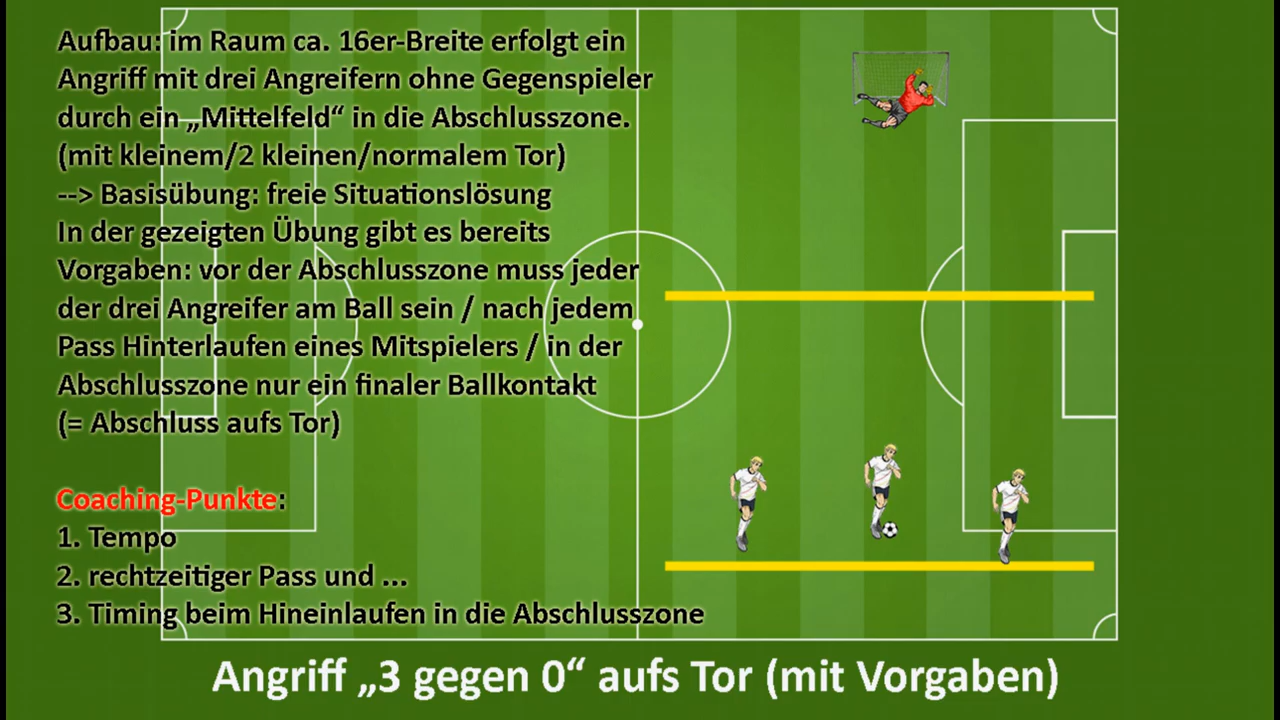 Aufbau: im Raum ca. 16er-Breite erfolgt ein
Angriff mit drei Angreifern ohne Gegenspieler
durch ein „Mittelfeld“ in die Abschlusszone.
(mit kleinem/2 kleinen/normalem Tor)
--> Basisübung: freie Situationslösung
In der gezeigten Übung gibt es bereits
Vorgaben: vor der Abschlusszone muss jeder
der drei Angreifer am Ball sein / nach jedem
Pass Hinterlaufen eines Mitspielers / in der
Abschlusszone nur ein finaler Ballkontakt
(= Abschluss aufs Tor)
Coaching-Punkte:
1. Tempo
2. rechtzeitiger Pass und ...
3. Timing beim Hineinlaufen in die Abschlusszone
Angriff „3 gegen 0“ aufs Tor (mit Vorgaben)